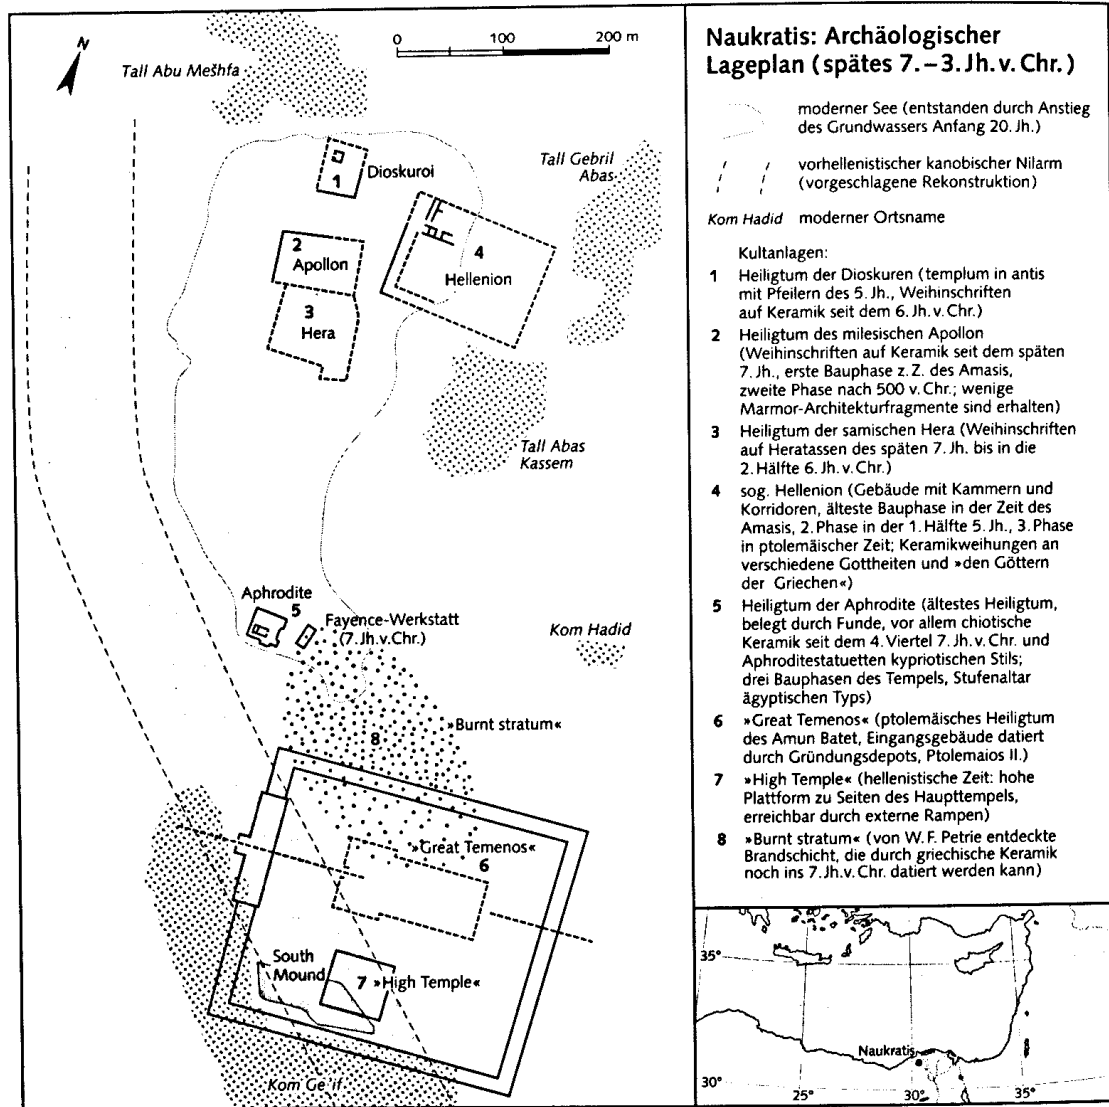 N
0 100 200 m
Tall Abu Mešhfa
Dioskuroi
1
Tall Gebril
Abas
2
Apollon
4
Hellenion
3
Hera
Tall Abas
Kassem
Aphrodite
5
Fayence-Werkstatt
(7. Jh. v. Chr.)
Kom Hadid
»Burnt stratum«
8
»Great Temenos«
6
South
Mound
7 »High Temple«
Kom Ge'if
Naukratis: Archäologischer
Lageplan (spätes 7.–3. Jh. v. Chr.)
moderner See (entstanden durch Anstieg
des Grundwassers Anfang 20. Jh.)
vorhellenistischer kanobischer Nilarm
(vorgeschlagene Rekonstruktion)
Kom Hadid moderner Ortsname
Kultanlagen:
1 Heiligtum der Dioskuren (templum in antis
mit Pfeilern des 5. Jh., Weihinschriften
auf Keramik seit dem 6. Jh. v. Chr.)
2 Heiligtum des milesischen Apollon
(Weihinschriften auf Keramik seit dem späten
7. Jh., erste Bauphase z. Z. des Amasis,
zweite Phase nach 500 v. Chr.; wenige
Marmor-Architekturfragmente sind erhalten)
3 Heiligtum der samischen Hera (Weihinschriften
auf Heratassen des späten 7. Jh. bis in die
2. Hälfte 6. Jh. v. Chr.)
4 sog. Hellenion (Gebäude mit Kammern und
Korridoren, älteste Bauphase in der Zeit des
Amasis, 2. Phase in der 1. Hälfte 5. Jh., 3. Phase
in ptolemäischer Zeit; Keramikweihungen an
verschiedene Gottheiten und »den Göttern
der Griechen«)
5 Heiligtum der Aphrodite (ältestes Heiligtum,
belegt durch Funde, vor allem chiotische
Keramik seit dem 4. Viertel 7. Jh. v. Chr. und
Aphroditestatuetten kypriotischen Stils;
drei Bauphasen des Tempels, Stufenaltar
ägyptischen Typs)
6 »Great Temenos« (ptolemäisches Heiligtum
des Amun Batet, Eingangsgebäude datiert
durch Gründungsdepots, Ptolemaios II.)
7 »High Temple« (hellenistische Zeit: hohe
Plattform zu Seiten des Haupttempels,
erreichbar durch externe Rampen)
8 »Burnt stratum« (von W. F. Petrie entdeckte
Brandschicht, die durch griechische Keramik
noch ins 7. Jh. v. Chr. datiert werden kann)
35° 35°
Naukratis
30° 25° 30° 35°